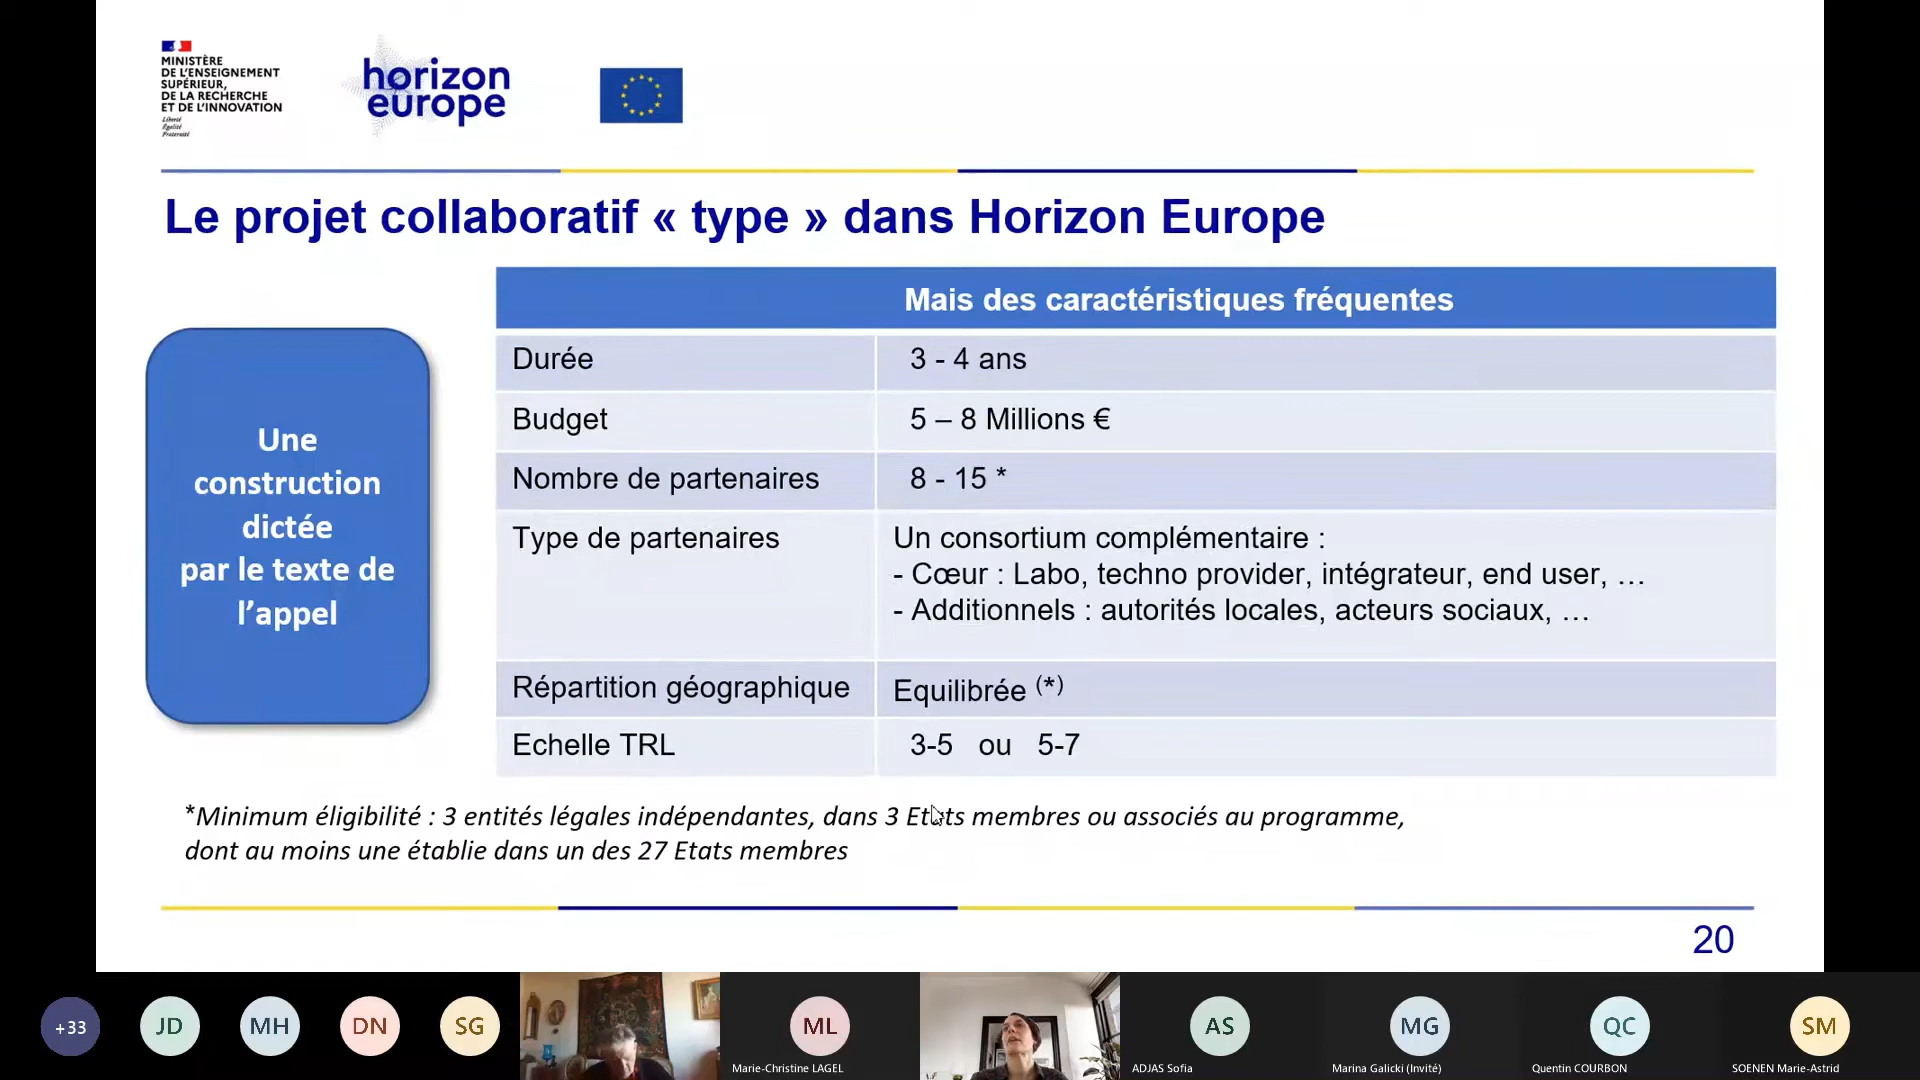 MINISTÈRE
DE L'ENSEIGNEMENT
SUPÉRIEUR,
DE LA RECHERCHE
ET DE L'INNOVATION
Liberté
Égalité
Fraternité
horizon
europe
Le projet collaboratif « type » dans Horizon Europe
Une
construction
dictée
par le texte de
l'appel
Mais des caractéristiques fréquentes
Durée 3 - 4 ans
Budget 5 – 8 Millions €
Nombre de partenaires 8 - 15 *
Type de partenaires Un consortium complémentaire :
- Cœur : Labo, techno provider, intégrateur, end user, …
- Additionnels : autorités locales, acteurs sociaux, …
Répartition géographique Equilibrée (*)
Echelle TRL 3-5 ou 5-7
*Minimum éligibilité : 3 entités légales indépendantes, dans 3 Etats membres ou associés au programme,
dont au moins une établie dans un des 27 Etats membres
20
+33 JD MH DN SG ML AS MG QC SM
Marie-Christine LAGEL ADJAS Sofia Marina Galicki (Invité) Quentin COURBON SOENEN Marie-Astrid